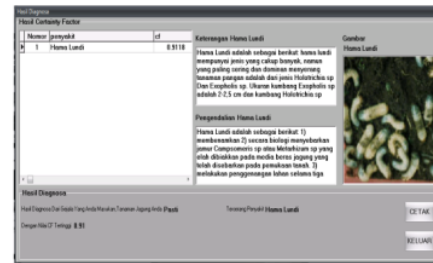 Hasil Diagnosa
Hasil Certainty Factor
Nomor penyakit cf
1 Hama Lundi 0.9110
Keterangan Hama Lundi
Hama Lundi adalah sebagai berikut: hama lundi
mempunyai jenis yang cukup banyak, namun
yang paling sering dan dominan menyerang
tanaman pangan adalah dari jenis Holotrichia sp
Dan Exopholis sp. Ukuran kumbang Exopholis sp
adalah 2-2,5 cm dan kumbang Holotrichia sp
Pengendalian Hama Lundi
Hama Lundi adalah sebagai berikut: 1)
membenamkan 2) secara biologi menyebarkan
jamur Campsomeris sp atau Metarhizum sp yang
telah dibiakkan pada media beras jagung yang
telah disebarkan pada pemukaan tanah. 3)
melakukan penggenangan lahan selama tiga
Gambar
Hama Lundi
Hasil Diagnosa
Hasil Diagnosa Dari Gejala Yang Anda Masukan,Tanaman Jagung Anda Pasti
Terserang Penyakit Hama Lundi
Dengan Nilai CF Tertinggi 0.91
CETAK
KELUAR